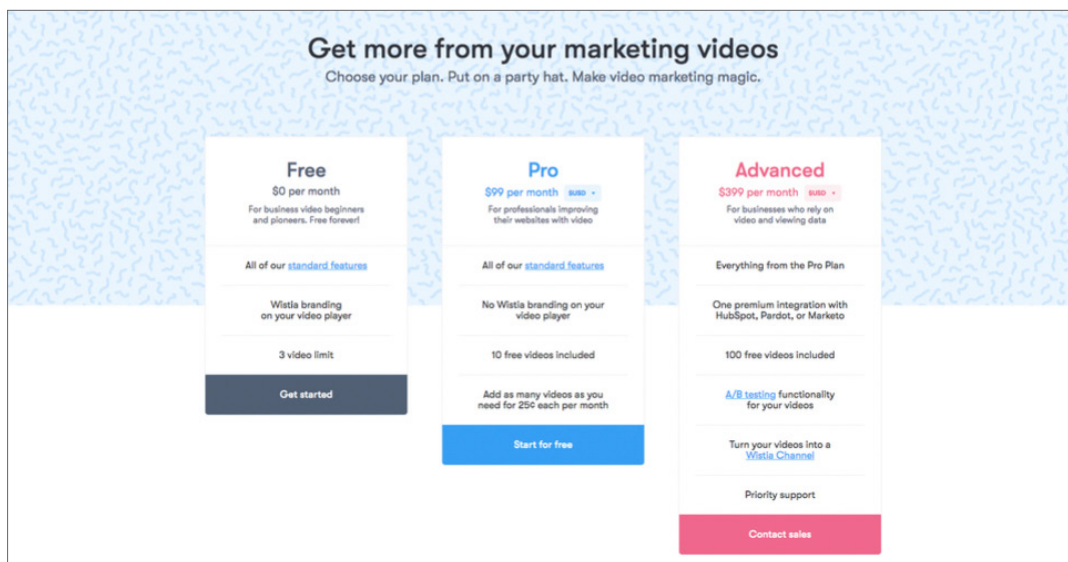 Get more from your marketing videos
Choose your plan. Put on a party hat. Make video marketing magic.
Free
$0 per month
For business video beginners
and pioneers. Free forever!
All of our standard features
Wistia branding
on your video player
3 video limit
Get started
Pro
$99 per month $USD
For professionals improving
their websites with video
All of our standard features
No Wistia branding on your
video player
10 free videos included
Add as many videos as you
need for 25¢ each per month
Start for free
Advanced
$399 per month $USD
For businesses who rely on
video and viewing data
Everything from the Pro Plan
One premium integration with
HubSpot, Pardot, or Marketo
100 free videos included
A/B testing functionality
for your videos
Turn your videos into a
Wistia Channel
Priority support
Contact sales